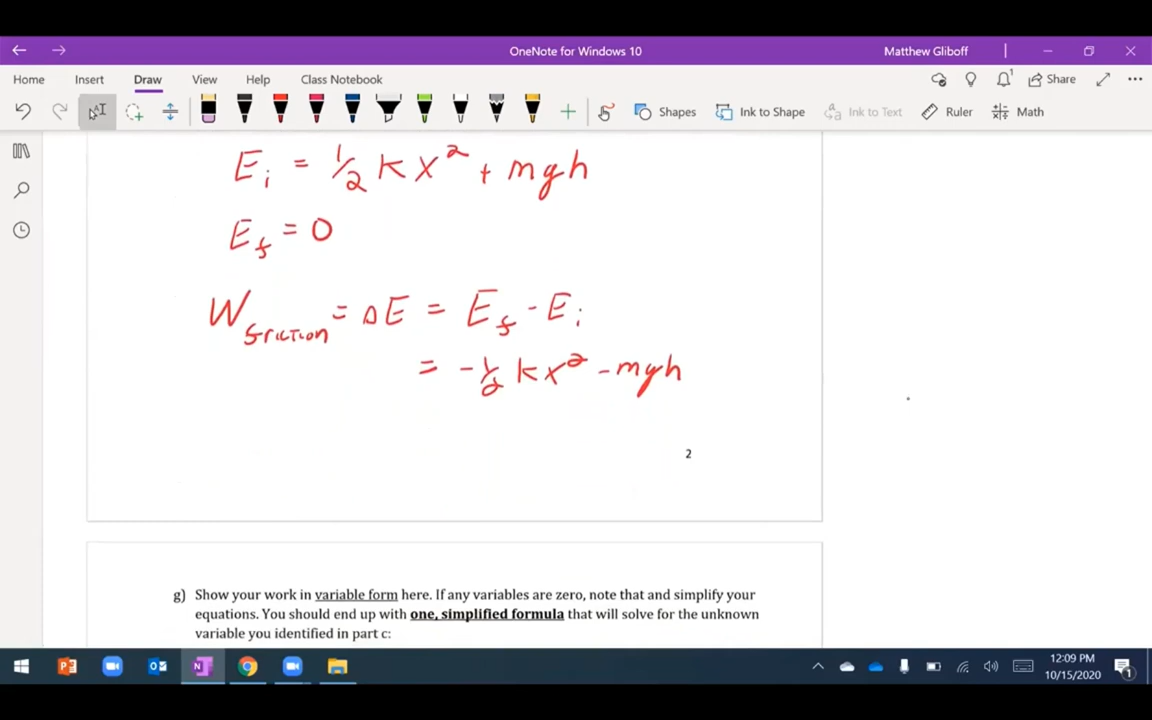 OneNote for Windows 10
Matthew Gliboff
Home Insert Draw View Help Class Notebook
Share
Shapes Ink to Shape Ink to Text Ruler Math
E_i = 1/2 k x² + mgh
E_f = 0
W_friction = ΔE = E_f - E_i
= -1/2 k x² - mgh
2
g) Show your work in variable form here. If any variables are zero, note that and simplify your
equations. You should end up with one, simplified formula that will solve for the unknown
variable you identified in part c:
12:09 PM
10/15/2020